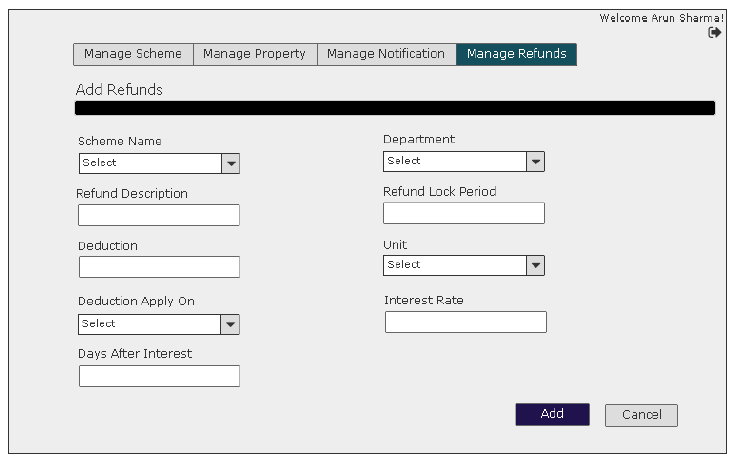 Welcome Arun Sharma!
Manage Scheme Manage Property Manage Notification Manage Refunds
Add Refunds
Scheme Name Department
Select Select
Refund Description Refund Lock Period
Deduction Unit
Select
Deduction Apply On Interest Rate
Select
Days After Interest
Add Cancel